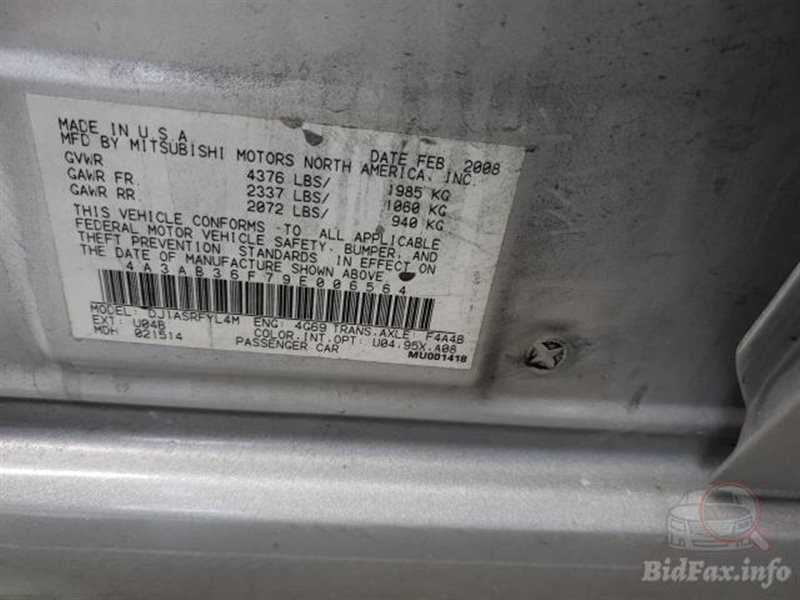 MADE IN U.S.A. DATE FEB. 2008
MFD BY MITSUBISHI MOTORS NORTH AMERICA, INC.
GVWR 4376 LBS/ 1985 KG
GAWR FR. 2337 LBS/ 1060 KG
GAWR RR. 2072 LBS/ 940 KG
THIS VEHICLE CONFORMS TO ALL APPLICABLE
FEDERAL MOTOR VEHICLE SAFETY, BUMPER, AND
THEFT PREVENTION STANDARDS IN EFFECT ON
THE DATE OF MANUFACTURE SHOWN ABOVE.
4A3AB36F79E006564
MODEL: DJ1ASRFYL4M ENG: 4G69 TRANS.AXLE: F4A4B
EXT: U04B COLOR.INT.OPT: U04.95X.A08
MDH: 021514 PASSENGER CAR MU001418
BidFax.info